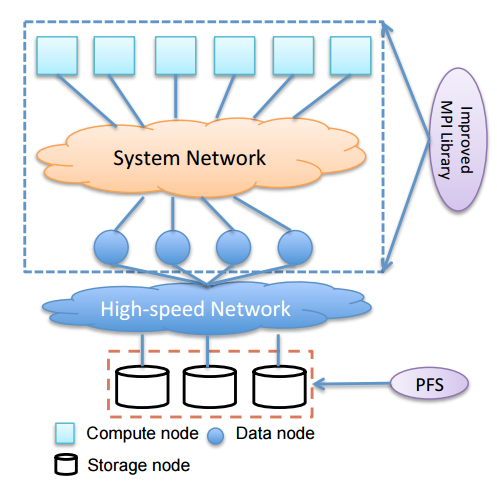 System Network
Improved
MPI Library
High-speed Network
PFS
Compute node
Data node
Storage node